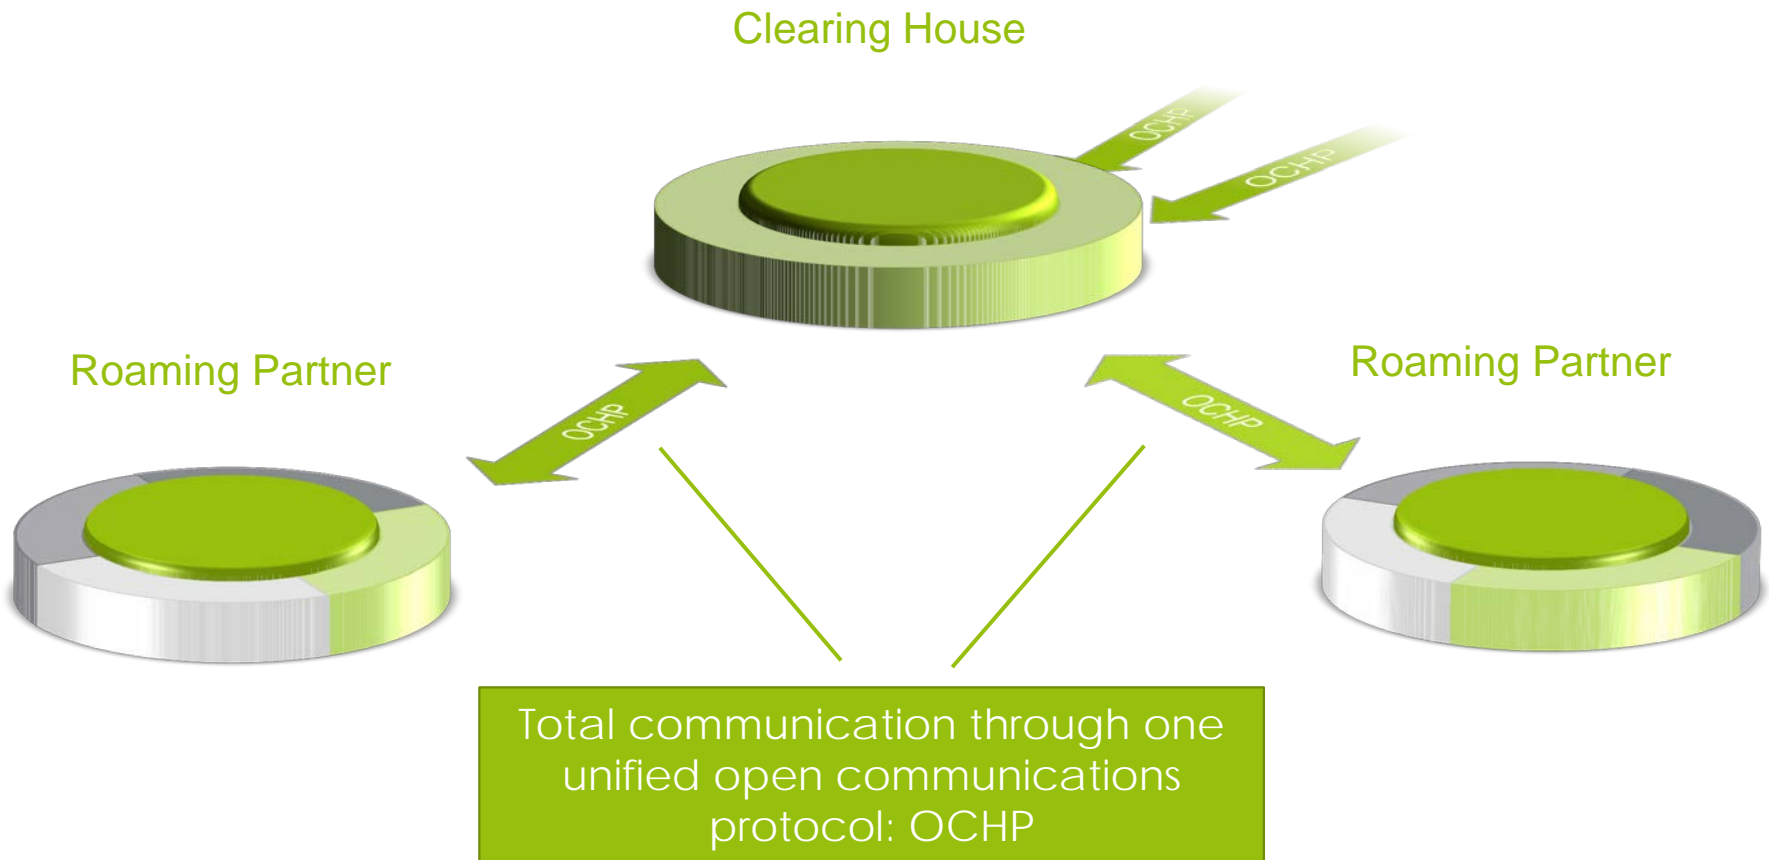 Clearing House
OCHP
OCHP
Roaming Partner
Roaming Partner
OCHP
OCHP
Total communication through one
unified open communications
protocol: OCHP